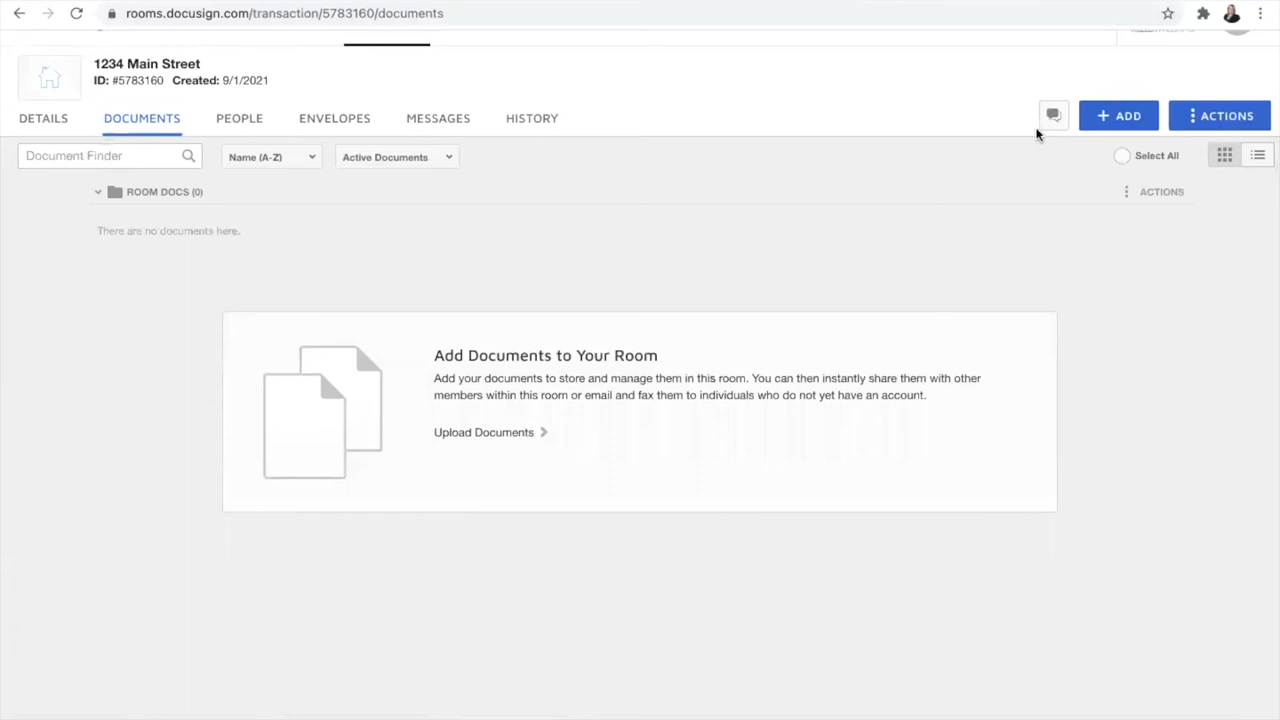 rooms.docusign.com/transaction/5783160/documents
1234 Main Street
ID: #5783160 Created: 9/1/2021
DETAILS DOCUMENTS PEOPLE ENVELOPES MESSAGES HISTORY + ADD ACTIONS
Document Finder Name (A-Z) Active Documents Select All
ROOM DOCS (0) ACTIONS
There are no documents here.
Add Documents to Your Room
Add your documents to store and manage them in this room. You can then instantly share them with other
members within this room or email and fax them to individuals who do not yet have an account.
Upload Documents